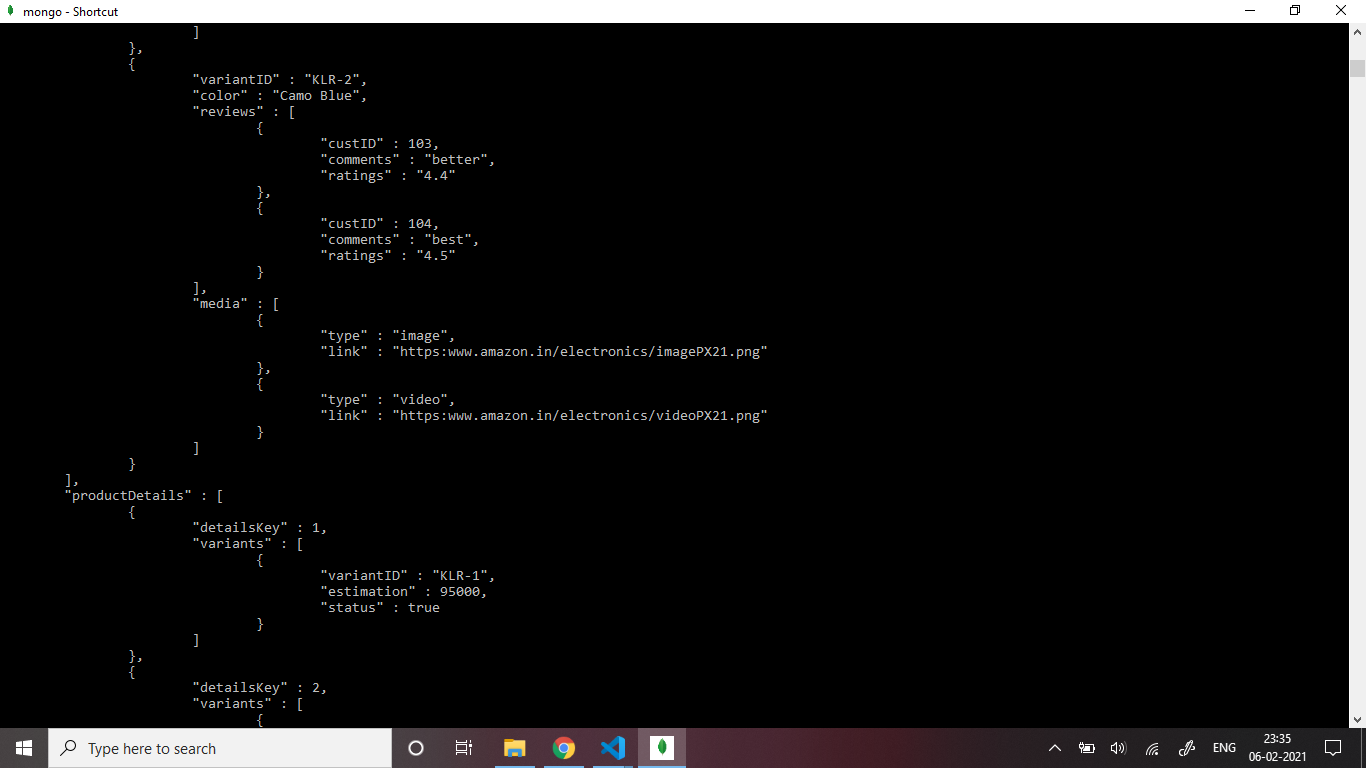 mongo - Shortcut
]
},
{
"variantID" : "KLR-2",
"color" : "Camo Blue",
"reviews" : [
{
"custID" : 103,
"comments" : "better",
"ratings" : "4.4"
},
{
"custID" : 104,
"comments" : "best",
"ratings" : "4.5"
}
],
"media" : [
{
"type" : "image",
"link" : "https:www.amazon.in/electronics/imagePX21.png"
},
{
"type" : "video",
"link" : "https:www.amazon.in/electronics/videoPX21.png"
}
]
}
],
"productDetails" : [
{
"detailsKey" : 1,
"variants" : [
{
"variantID" : "KLR-1",
"estimation" : 95000,
"status" : true
}
]
},
{
"detailsKey" : 2,
"variants" : [
{
Type here to search
ENG
23:35
06-02-2021